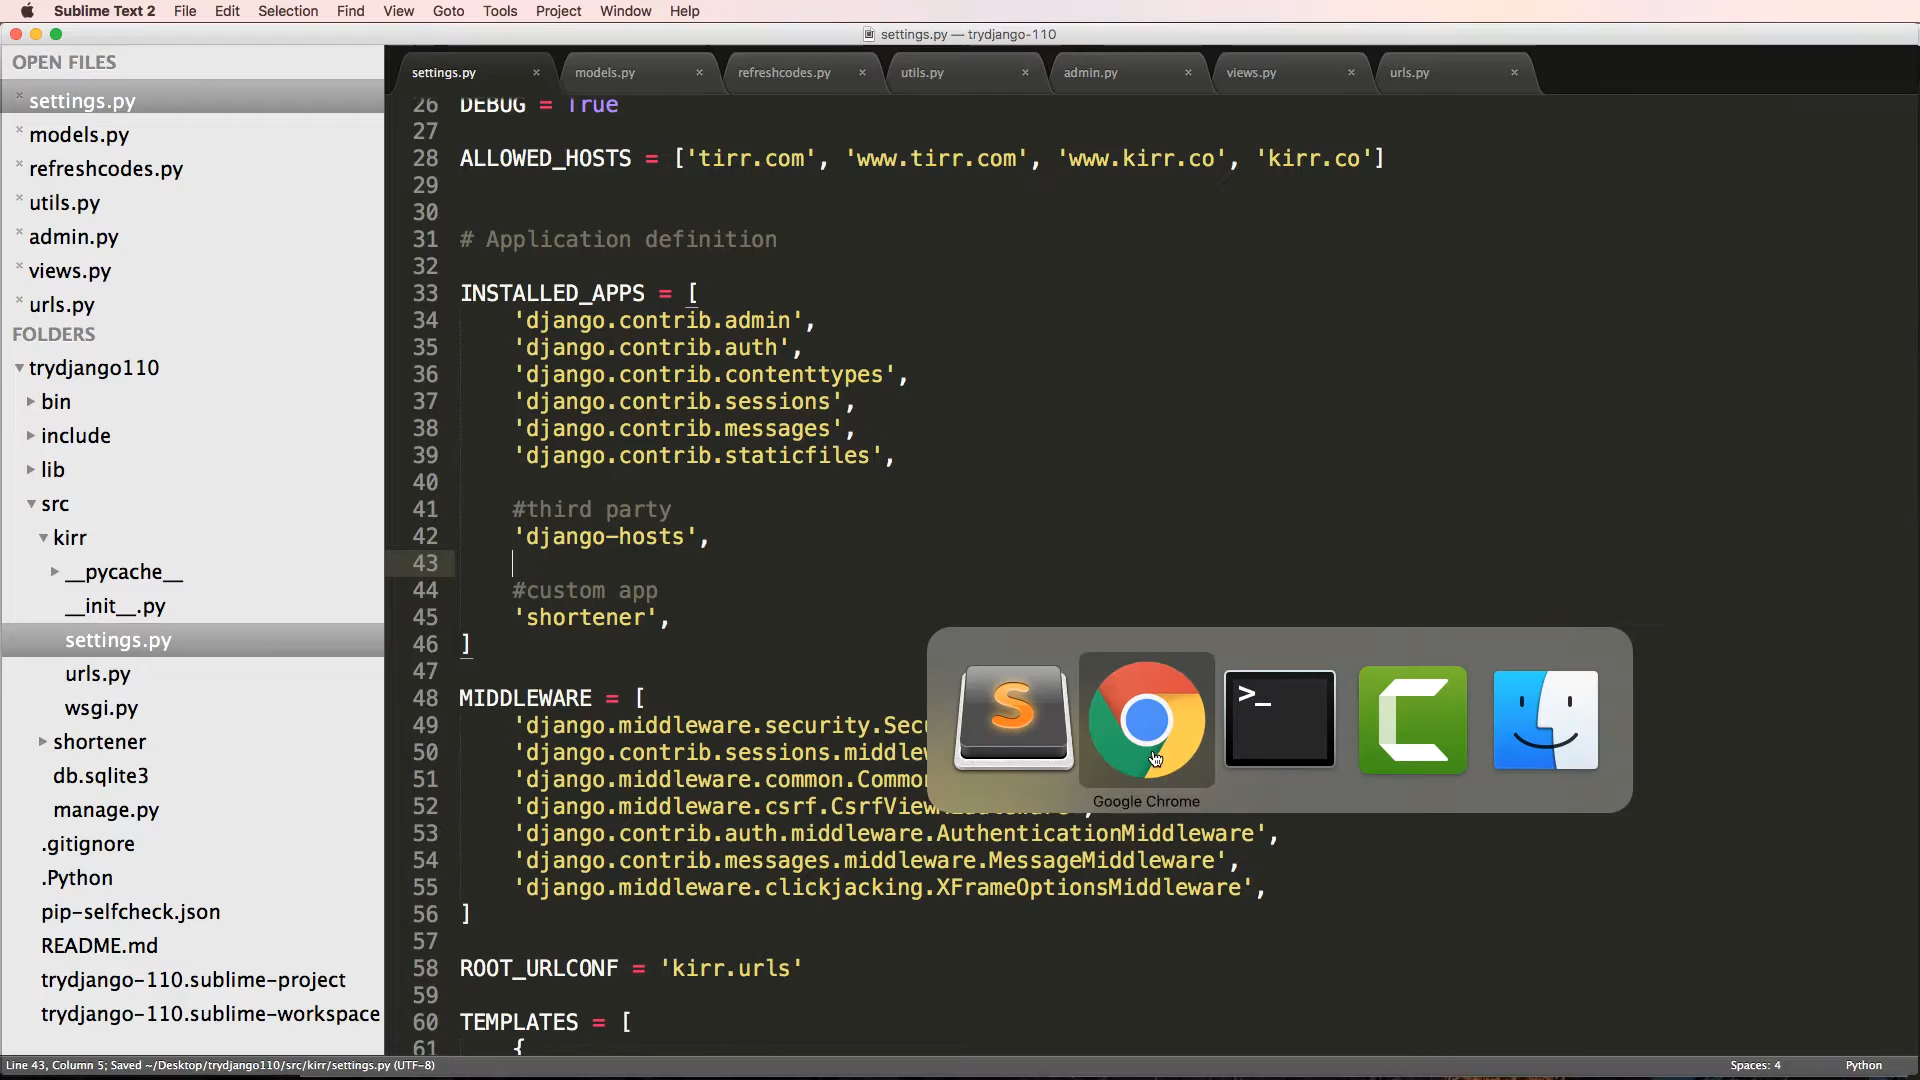 Sublime Text 2 File Edit Selection Find View Goto Tools Project Window Help
settings.py — trydjango-110
OPEN FILES
settings.py
models.py
refreshcodes.py
utils.py
admin.py
views.py
urls.py
FOLDERS
trydjango110
bin
include
lib
src
kirr
__pycache__
__init__.py
settings.py
urls.py
wsgi.py
shortener
db.sqlite3
manage.py
.gitignore
.Python
pip-selfcheck.json
README.md
trydjango-110.sublime-project
trydjango-110.sublime-workspace
settings.py models.py refreshcodes.py utils.py admin.py views.py urls.py
26 DEBUG = True
27
28 ALLOWED_HOSTS = ['tirr.com', 'www.tirr.com', 'www.kirr.co', 'kirr.co']
29
30
31 # Application definition
32
33 INSTALLED_APPS = [
34 'django.contrib.admin',
35 'django.contrib.auth',
36 'django.contrib.contenttypes',
37 'django.contrib.sessions',
38 'django.contrib.messages',
39 'django.contrib.staticfiles',
40
41 #third party
42 'django-hosts',
43
44 #custom app
45 'shortener',
46 ]
47
48 MIDDLEWARE = [
49 'django.middleware.security.Secu
50 'django.contrib.sessions.middlew
51 'django.middleware.common.Common
52 'django.middleware.csrf.CsrfViewMiddleware',
53 'django.contrib.auth.middleware.AuthenticationMiddleware',
54 'django.contrib.messages.middleware.MessageMiddleware',
55 'django.middleware.clickjacking.XFrameOptionsMiddleware',
56 ]
57
58 ROOT_URLCONF = 'kirr.urls'
59
60 TEMPLATES = [
61 {
S
>_
C
Google Chrome
Line 43, Column 5; Saved ~/Desktop/trydjango110/src/kirr/settings.py (UTF-8) Spaces: 4 Python